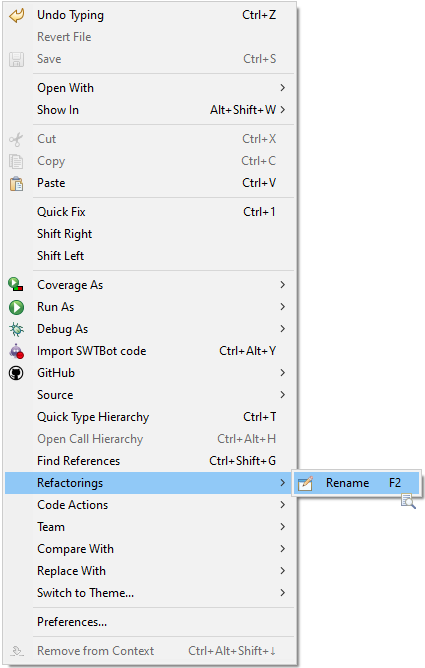 Undo Typing Ctrl+Z
Revert File
Save Ctrl+S
Open With
Show In Alt+Shift+W
Cut Ctrl+X
Copy Ctrl+C
Paste Ctrl+V
Quick Fix Ctrl+1
Shift Right
Shift Left
Coverage As
Run As
Debug As
Import SWTBot code Ctrl+Alt+Y
GitHub
Source
Quick Type Hierarchy Ctrl+T
Open Call Hierarchy Ctrl+Alt+H
Find References Ctrl+Shift+G
Refactorings
Rename F2
Code Actions
Team
Compare With
Replace With
Switch to Theme...
Preferences...
Remove from Context Ctrl+Alt+Shift+↓